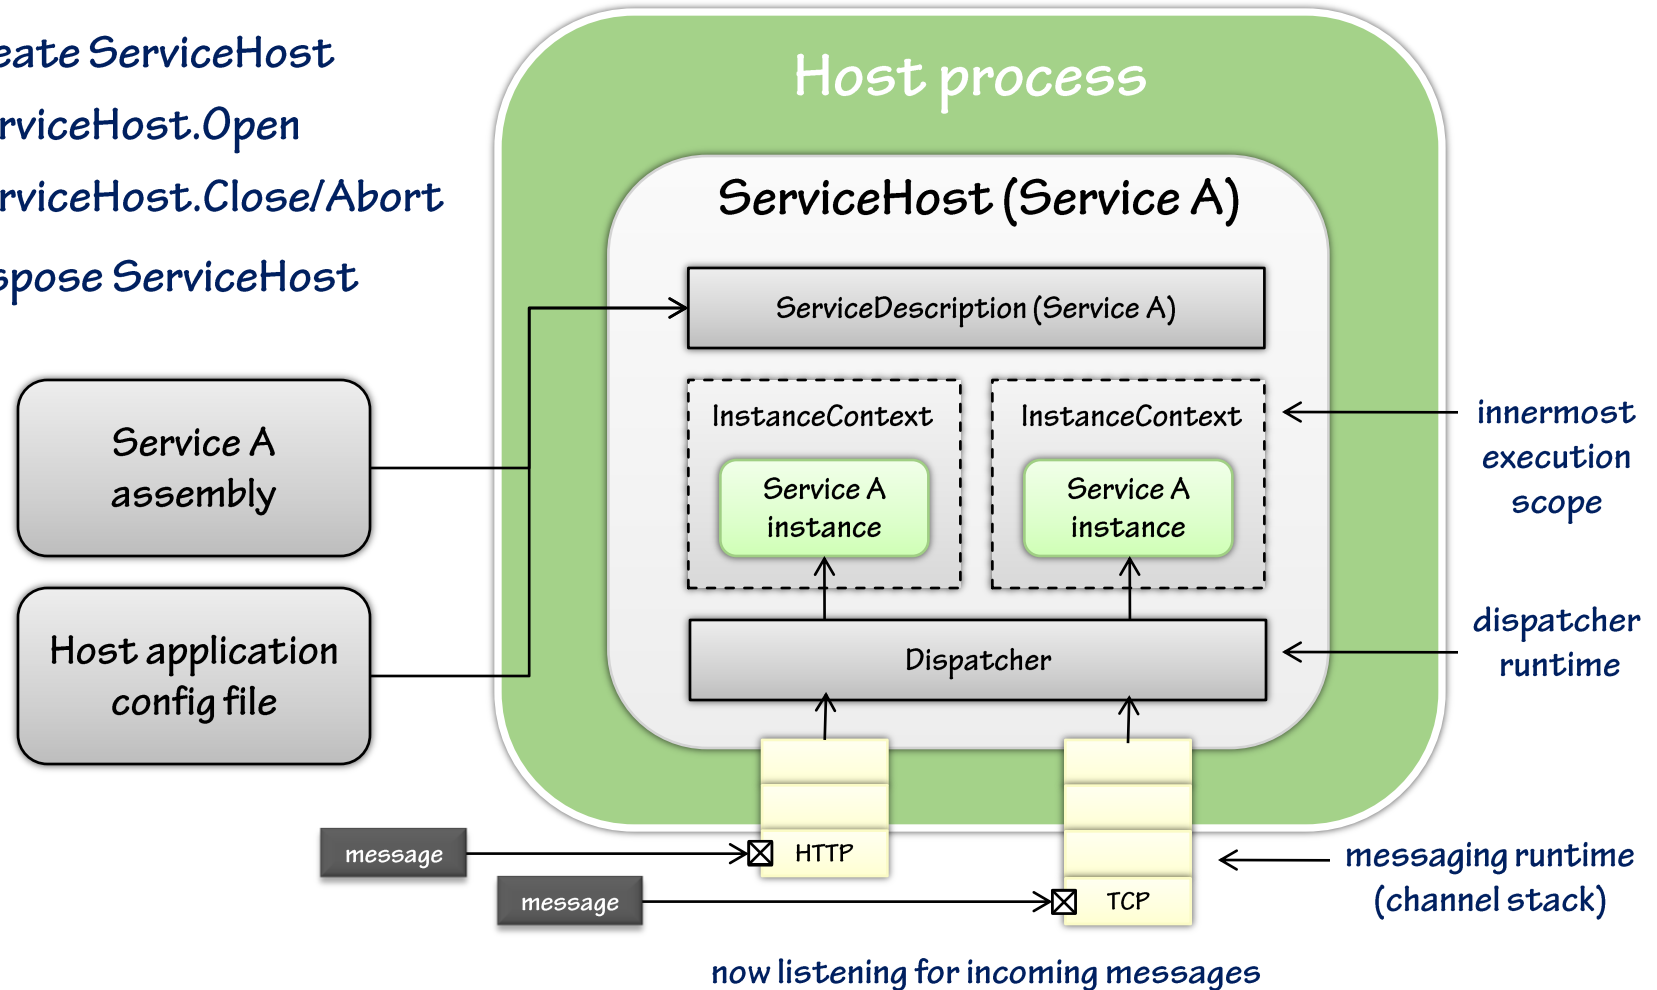 eate ServiceHost
rviceHost.Open
rviceHost.Close/Abort
spose ServiceHost
Host process
ServiceHost (Service A)
ServiceDescription (Service A)
InstanceContext
Service A
instance
InstanceContext
Service A
instance
innermost
execution
scope
Service A
assembly
Host application
config file
Dispatcher
dispatcher
runtime
message
HTTP
message
TCP
messaging runtime
(channel stack)
now listening for incoming messages